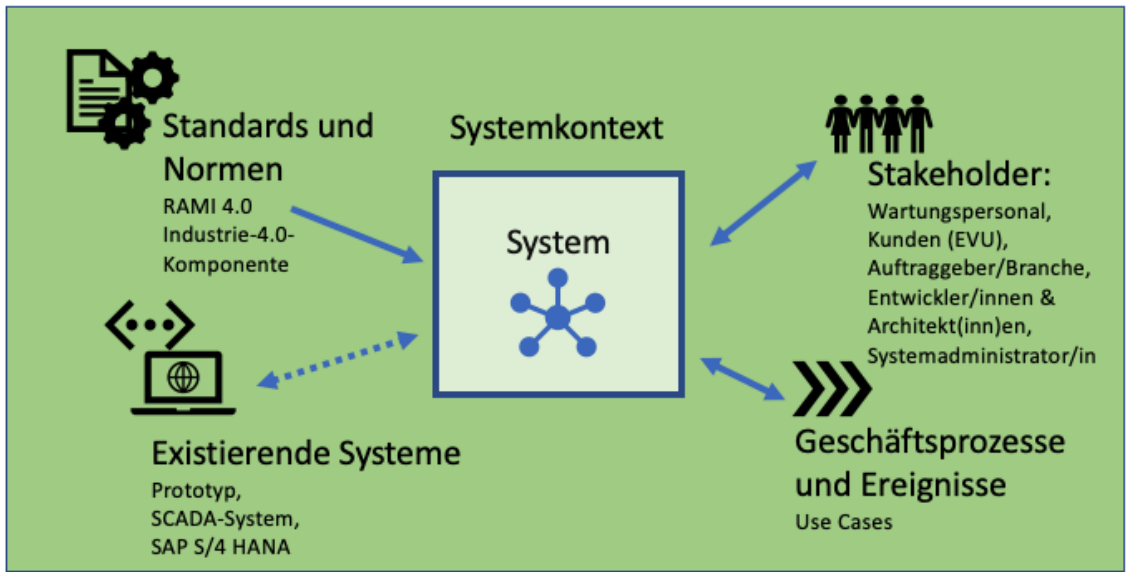 Standards und
Normen
RAMI 4.0
Industrie-4.0-
Komponente
Systemkontext
System
Stakeholder:
Wartungspersonal,
Kunden (EVU),
Auftraggeber/Branche,
Entwickler/innen &
Architekt(inn)en,
Systemadministrator/in
Existierende Systeme
Prototyp,
SCADA-System,
SAP S/4 HANA
Geschäftsprozesse
und Ereignisse
Use Cases